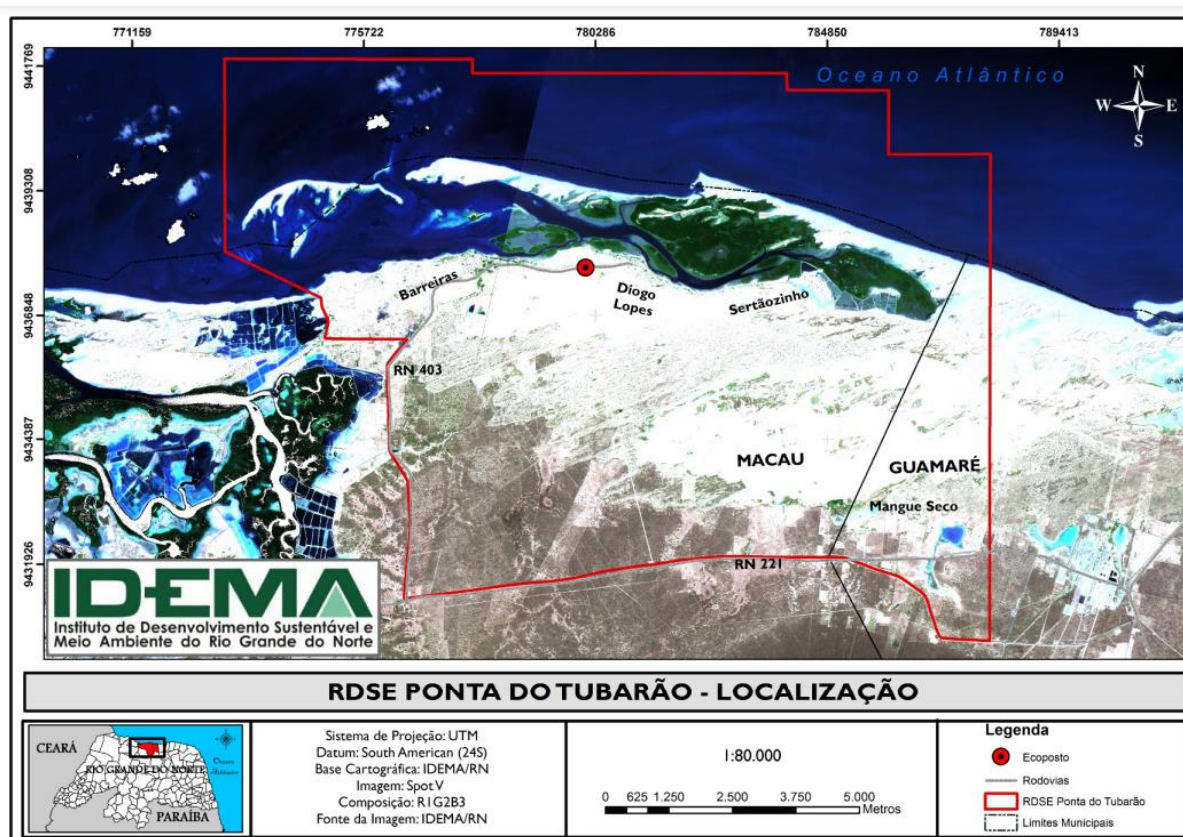 771159 775722 780286 784850 789413
9441769
9439308
9436848
9434387
9431926
Oceano Atlântico
N
W E
S
Barreiras
Diogo
Lopes
Sertãozinho
RN 403
MACAU
GUAMARÉ
Mangue Seco
RN 221
IDEMA
Instituto de Desenvolvimento Sustentável e
Meio Ambiente do Rio Grande do Norte
RDSE PONTA DO TUBARÃO - LOCALIZAÇÃO
CEARÁ
RIO GRANDE DO NORTE
Oceano
Atlântico
PARAÍBA
Sistema de Projeção: UTM
Datum: South American (24S)
Base Cartográfica: IDEMA/RN
Imagem: Spot V
Composição: R1G2B3
Fonte da Imagem: IDEMA/RN
1:80.000
0 625 1.250 2.500 3.750 5.000
Metros
Legenda
Ecoposto
Rodovias
RDSE Ponta do Tubarão
Limites Municipais